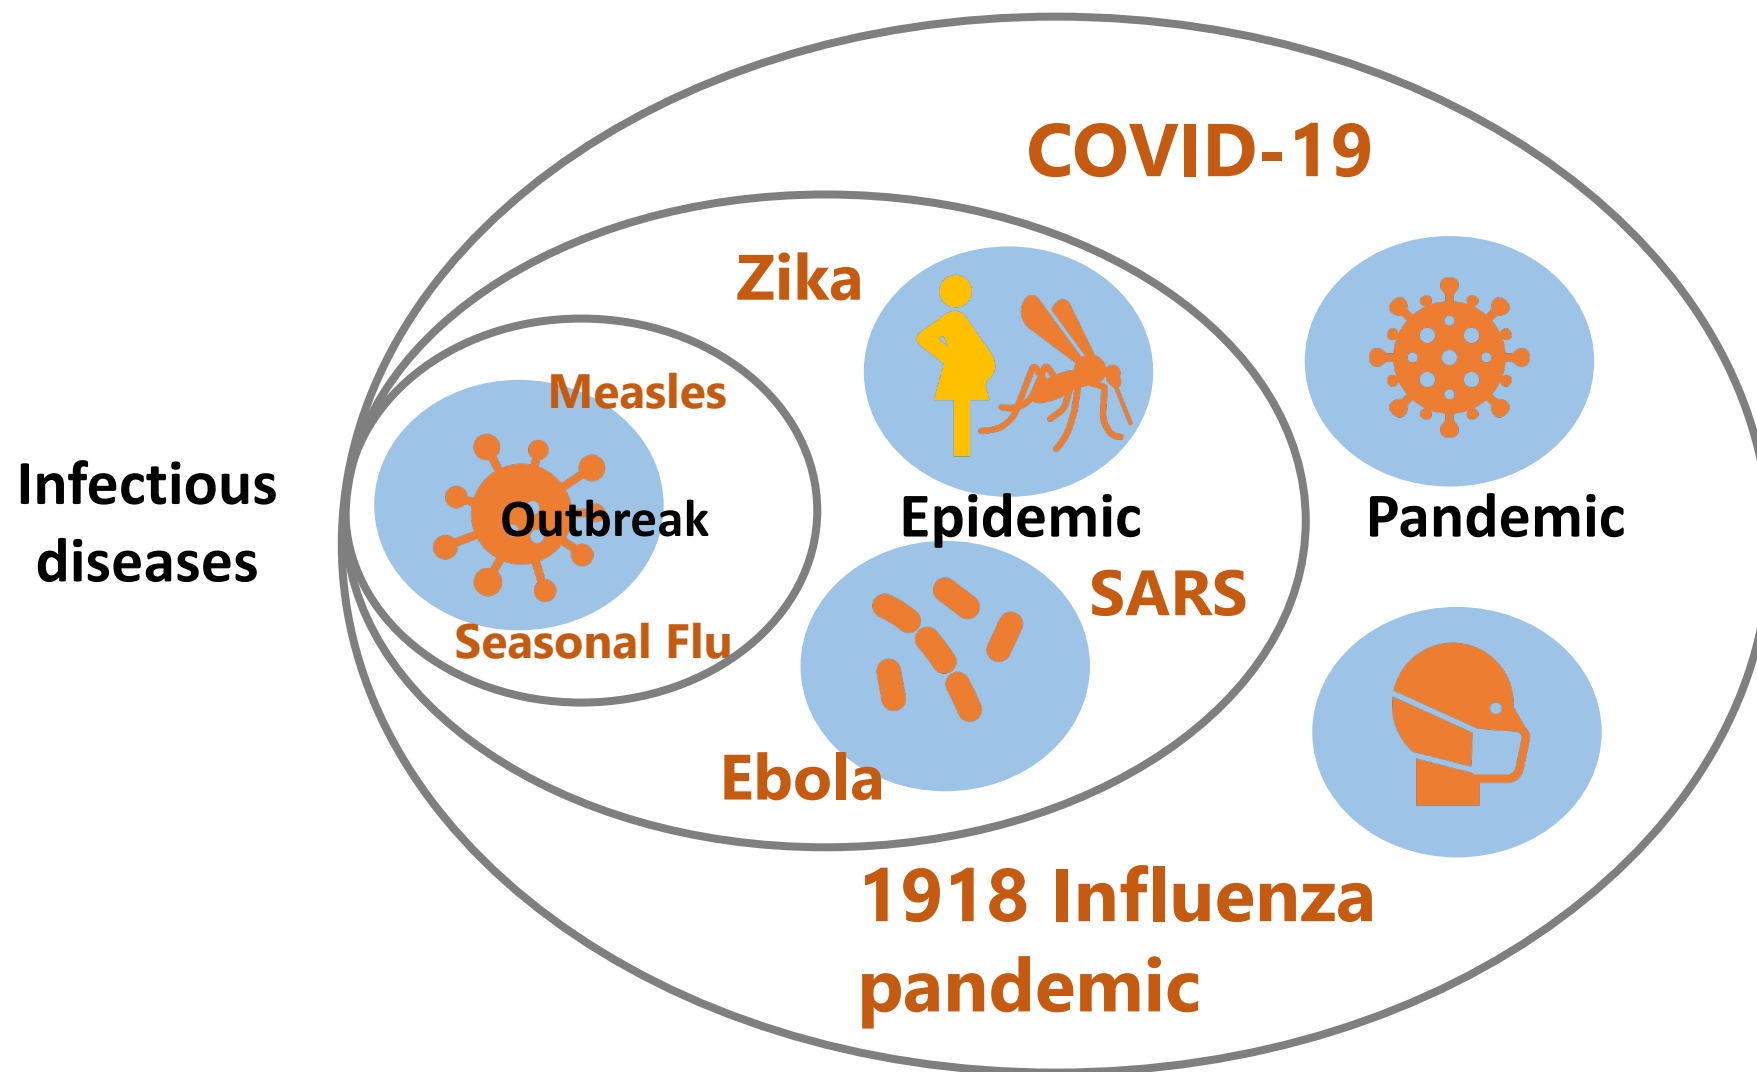 COVID-19
Zika
Measles
Infectious
diseases
Outbreak
Epidemic
Pandemic
SARS
Seasonal Flu
Ebola
1918 Influenza
pandemic